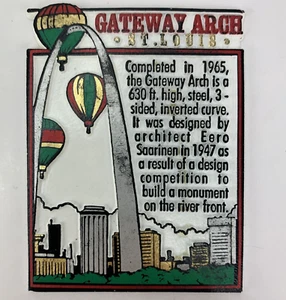 GATEWAY ARCH
• ST. LOUIS •
Completed in 1965,
the Gateway Arch is a
630 ft. high, steel, 3 -
sided, inverted curve.
It was designed by
architect Eero
Saarinen in 1947 as
a result of a design
competition to
build a monument
on the river front.